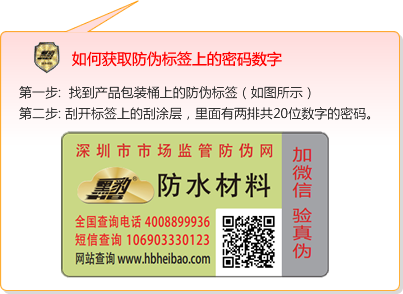 如何获取防伪标签上的密码数字
第一步: 找到产品包装桶上的防伪标签（如图所示）
第二步: 刮开标签上的刮涂层，里面有两排共20位数字的密码。
深圳市市场监管防伪网
黑豹
防水材料
全国查询电话 4008899936
短信查询 106903330123
网站查询 www.hbheibao.com
加微信 验真伪